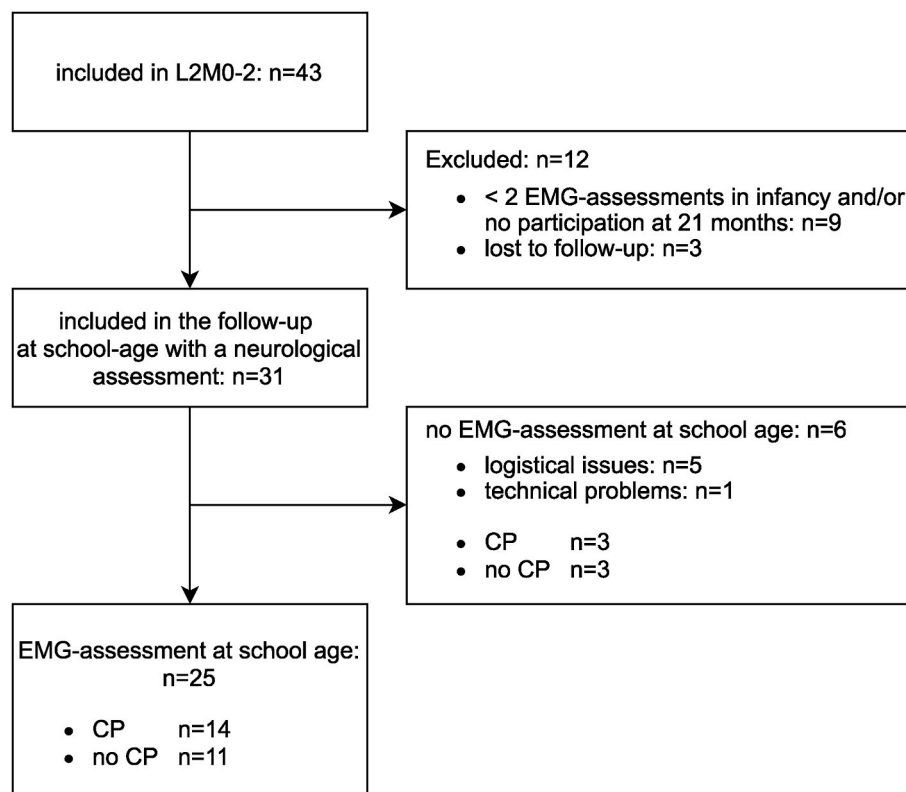 included in L2M0-2: n=43
Excluded: n=12
• < 2 EMG-assessments in infancy and/or
no participation at 21 months: n=9
• lost to follow-up: n=3
included in the follow-up
at school-age with a neurological
assessment: n=31
no EMG-assessment at school age: n=6
• logistical issues: n=5
• technical problems: n=1
• CP n=3
• no CP n=3
EMG-assessment at school age:
n=25
• CP n=14
• no CP n=11